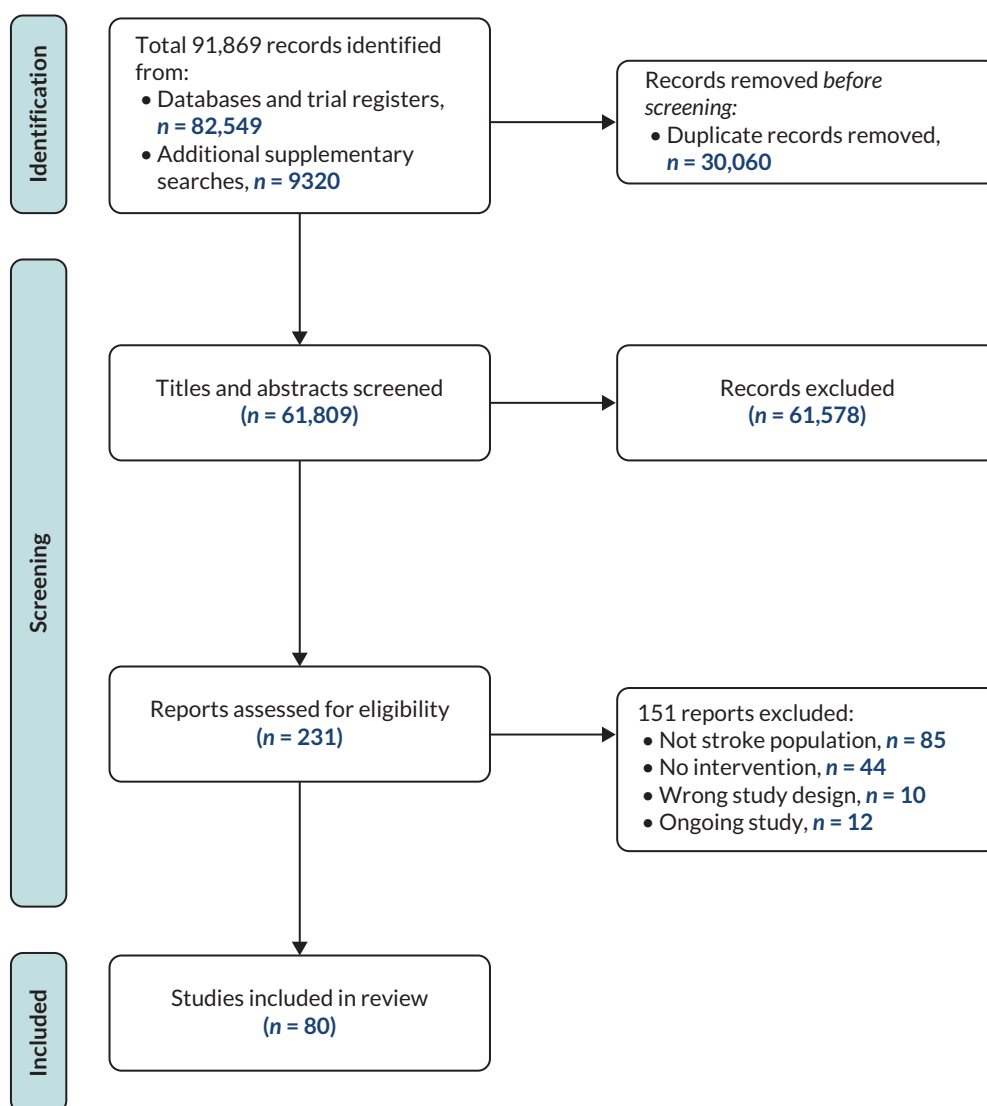 Identification
Total 91,869 records identified
from:
• Databases and trial registers,
n = 82,549
• Additional supplementary
searches, n = 9320
Records removed before
screening:
• Duplicate records removed,
n = 30,060
Screening
Titles and abstracts screened
(n = 61,809)
Records excluded
(n = 61,578)
Reports assessed for eligibility
(n = 231)
151 reports excluded:
• Not stroke population, n = 85
• No intervention, n = 44
• Wrong study design, n = 10
• Ongoing study, n = 12
Included
Studies included in review
(n = 80)